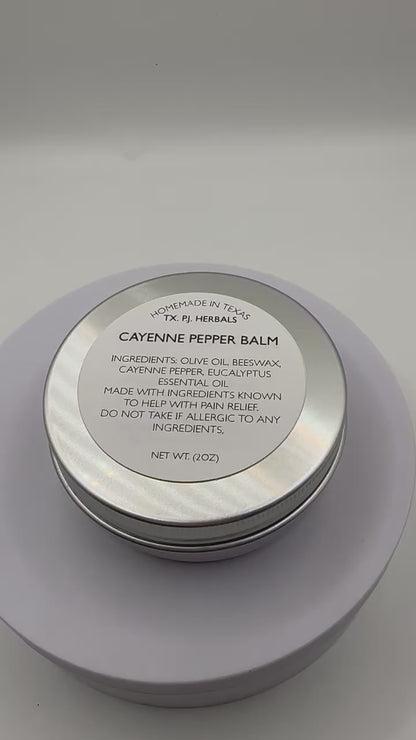 HOMEMADE IN TEXAS
TX. P.J. HERBALS
CAYENNE PEPPER BALM
INGREDIENTS: OLIVE OIL, BEESWAX,
CAYENNE PEPPER, EUCALYPTUS
ESSENTIAL OIL
MADE WITH INGREDIENTS KNOWN
TO HELP WITH PAIN RELIEF.
DO NOT TAKE IF ALLERGIC TO ANY
INGREDIENTS,
NET WT. (2OZ)